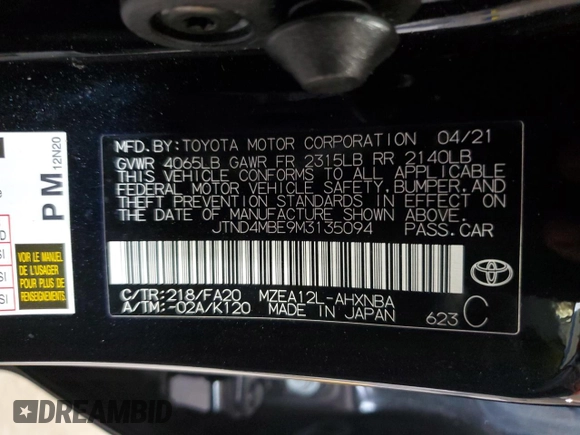 MFD.BY:TOYOTA MOTOR CORPORATION 04/21
GVWR 4065LB GAWR FR 2315LB RR 2140LB
THIS VEHICLE CONFORMS TO ALL APPLICABLE
FEDERAL MOTOR VEHICLE SAFETY, BUMPER, AND
THEFT PREVENTION STANDARDS IN EFFECT ON
THE DATE OF MANUFACTURE SHOWN ABOVE.
JTND4MBE9M3135094 PASS.CAR
C/TR:218/FA20 MZEA12L-AHXNBA
A/TM:-02A/K120 MADE IN JAPAN 623 C
TOYOTA
PM 12N20
VOIR LE MANUEL
DE L'USAGER
POUR PLUS DE
RENSEIGNEMENTS
DREAMBID